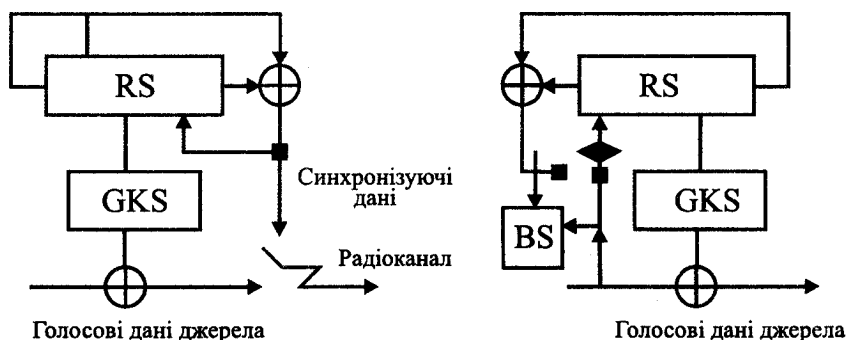 RS
GKS
Синхронізуючі
дані
Радіоканал
Голосові дані джерела
RS
GKS
BS
Голосові дані джерела